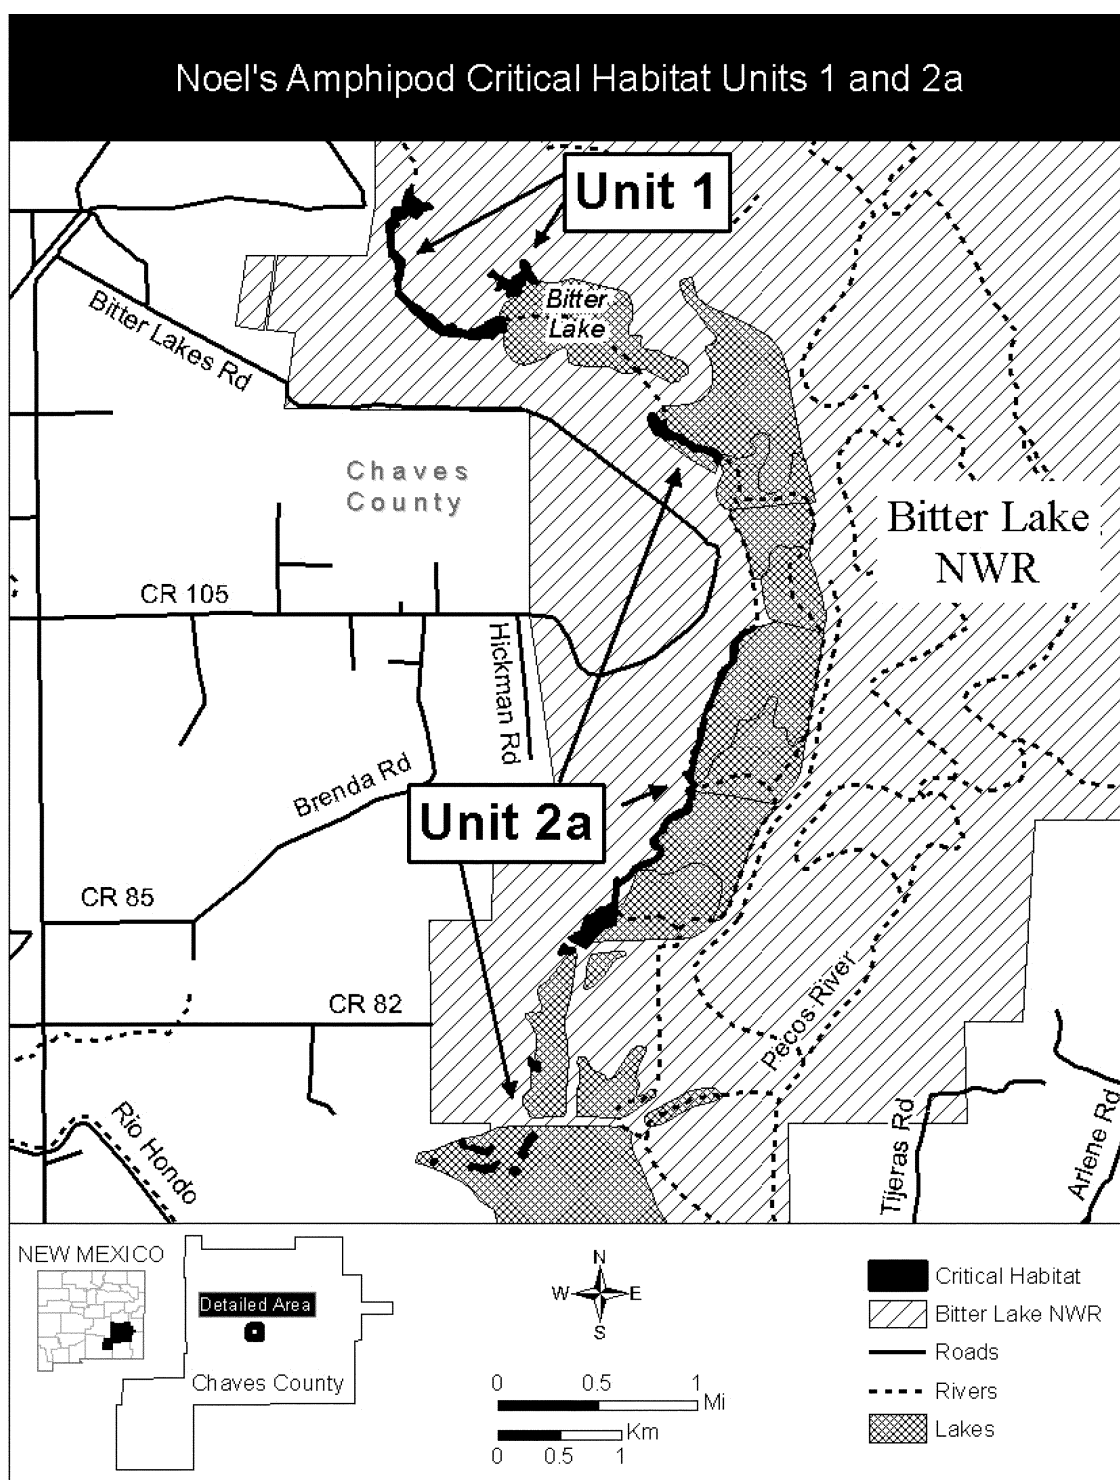 Noel's Amphipod Critical Habitat Units 1 and 2a
Unit 1
Bitter
Lake
Bitter Lakes Rd
Chaves
County
Bitter Lake
NWR
CR 105
Hickman Rd
Brenda Rd
Unit 2a
CR 85
CR 82
Pecos River
Rio Hondo
Tijeras Rd
Arlene Rd
NEW MEXICO
Detailed Area
Chaves County
N
W E
S
0 0.5 1
Mi
Km
0 0.5 1
Critical Habitat
Bitter Lake NWR
Roads
Rivers
Lakes